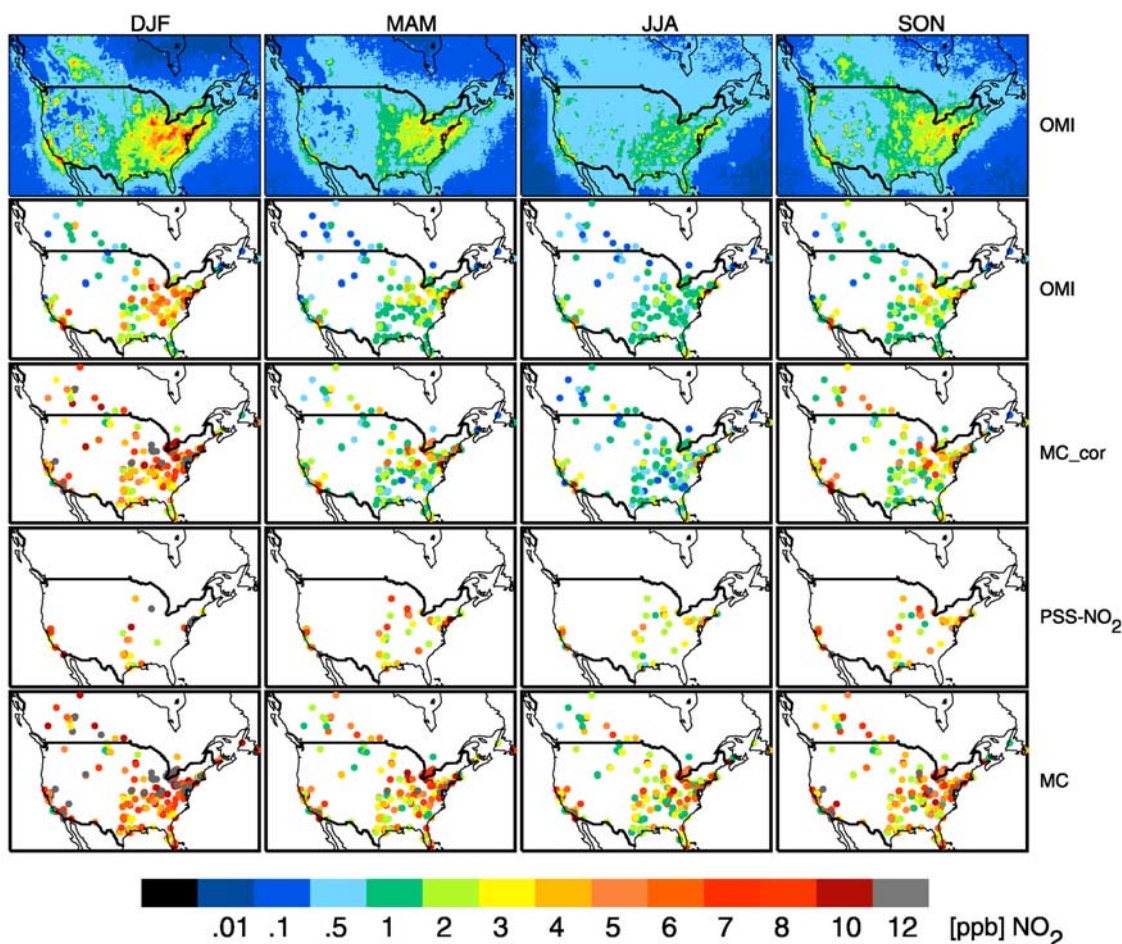 DJF MAM JJA SON
OMI
OMI
MC_cor
PSS-NO₂
MC
.01 .1 .5 1 2 3 4 5 6 7 8 10 12 [ppb] NO₂